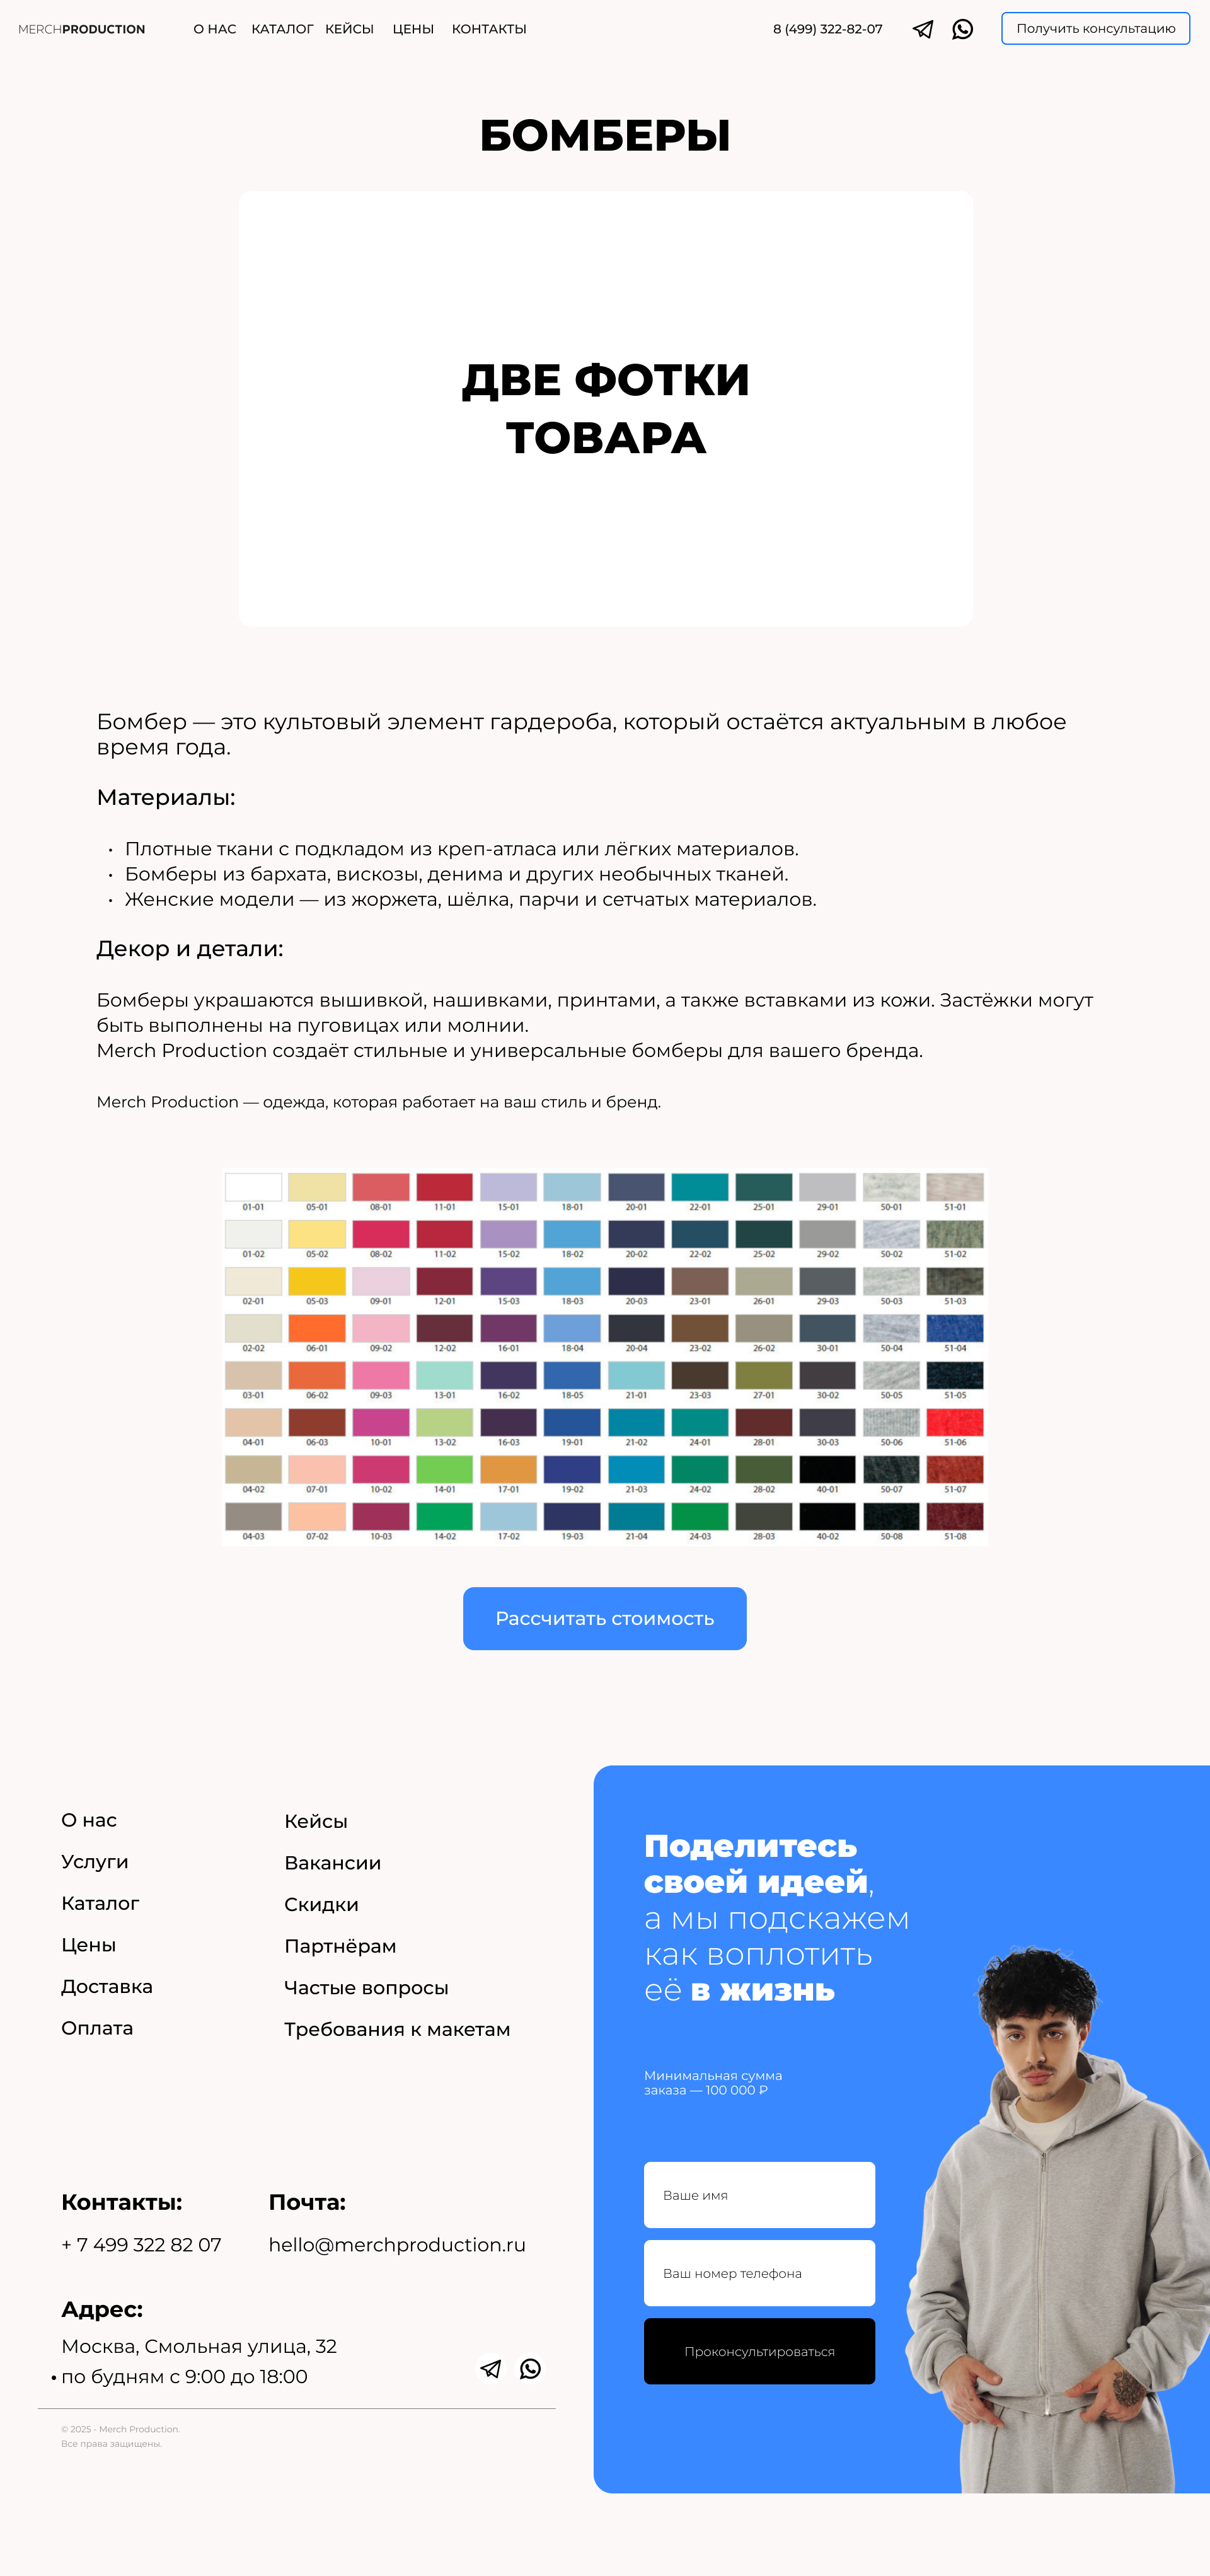 MERCHPRODUCTION О НАС КАТАЛОГ КЕЙСЫ ЦЕНЫ КОНТАКТЫ 8 (499) 322-82-07 Получить консультацию
БОМБЕРЫ
ДВЕ ФОТКИ
ТОВАРА
Бомбер — это культовый элемент гардероба, который остаётся актуальным в любое
время года.
Материалы:
• Плотные ткани с подкладом из креп-атласа или лёгких материалов.
• Бомберы из бархата, вискозы, денима и других необычных тканей.
• Женские модели — из жоржета, шёлка, парчи и сетчатых материалов.
Декор и детали:
Бомберы украшаются вышивкой, нашивками, принтами, а также вставками из кожи. Застёжки могут
быть выполнены на пуговицах или молнии.
Merch Production создаёт стильные и универсальные бомберы для вашего бренда.
Merch Production — одежда, которая работает на ваш стиль и бренд.
01-01 05-01 08-01 11-01 15-01 18-01 20-01 22-01 25-01 29-01 50-01 51-01
01-02 05-02 08-02 11-02 15-02 18-02 20-02 22-02 25-02 29-02 50-02 51-02
02-01 05-03 09-01 12-01 15-03 18-03 20-03 23-01 26-01 29-03 50-03 51-03
02-02 06-01 09-02 12-02 16-01 18-04 20-04 23-02 26-02 30-01 50-04 51-04
03-01 06-02 09-03 13-01 16-02 18-05 21-01 23-03 27-01 30-02 50-05 51-05
04-01 06-03 10-01 13-02 16-03 19-01 21-02 24-01 28-01 30-03 50-06 51-06
04-02 07-01 10-02 14-01 17-01 19-02 21-03 24-02 28-02 40-01 50-07 51-07
04-03 07-02 10-03 14-02 17-02 19-03 21-04 24-03 28-03 40-02 50-08 51-08
Рассчитать стоимость
О нас
Услуги
Каталог
Цены
Доставка
Оплата
Кейсы
Вакансии
Скидки
Партнёрам
Частые вопросы
Требования к макетам
Контакты:
+ 7 499 322 82 07
Почта:
hello@merchproduction.ru
Адрес:
Москва, Смольная улица, 32
• по будням с 9:00 до 18:00
© 2025 - Merch Production.
Все права защищены.
Поделитесь
своей идеей,
а мы подскажем
как воплотить
её в жизнь
Минимальная сумма
заказа — 100 000 ₽
Ваше имя
Ваш номер телефона
Проконсультироваться